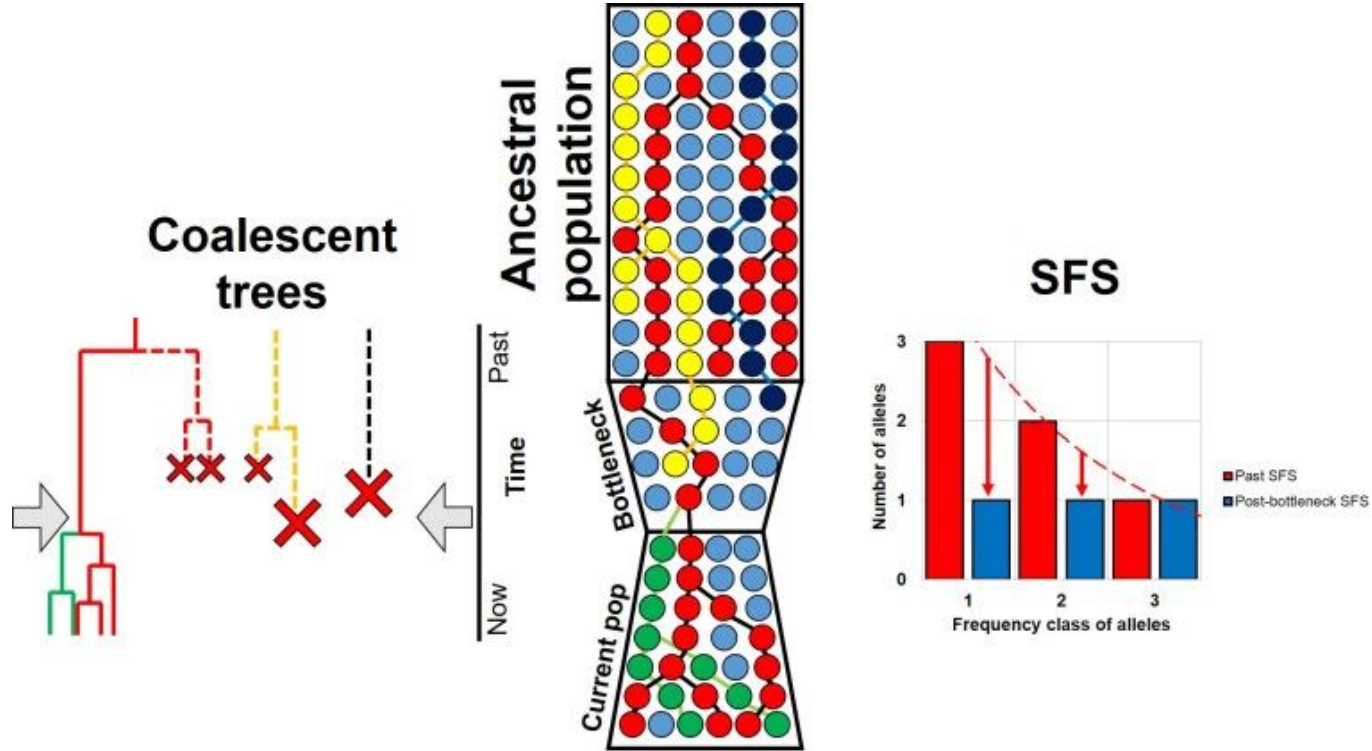 Coalescent
trees
Past
Time
Now
Ancestral
population
Bottleneck
Current pop
SFS
3
2
1
0
Number of alleles
1 2 3
Frequency class of alleles
Past SFS
Post-bottleneck SFS